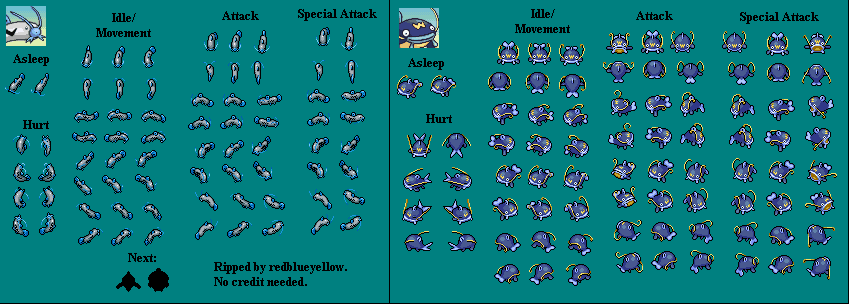 Idle/
Movement
Attack
Special Attack
Asleep
Hurt
Next:
Ripped by redblueyellow.
No credit needed.
Idle/
Movement
Attack
Special Attack
Asleep
Hurt